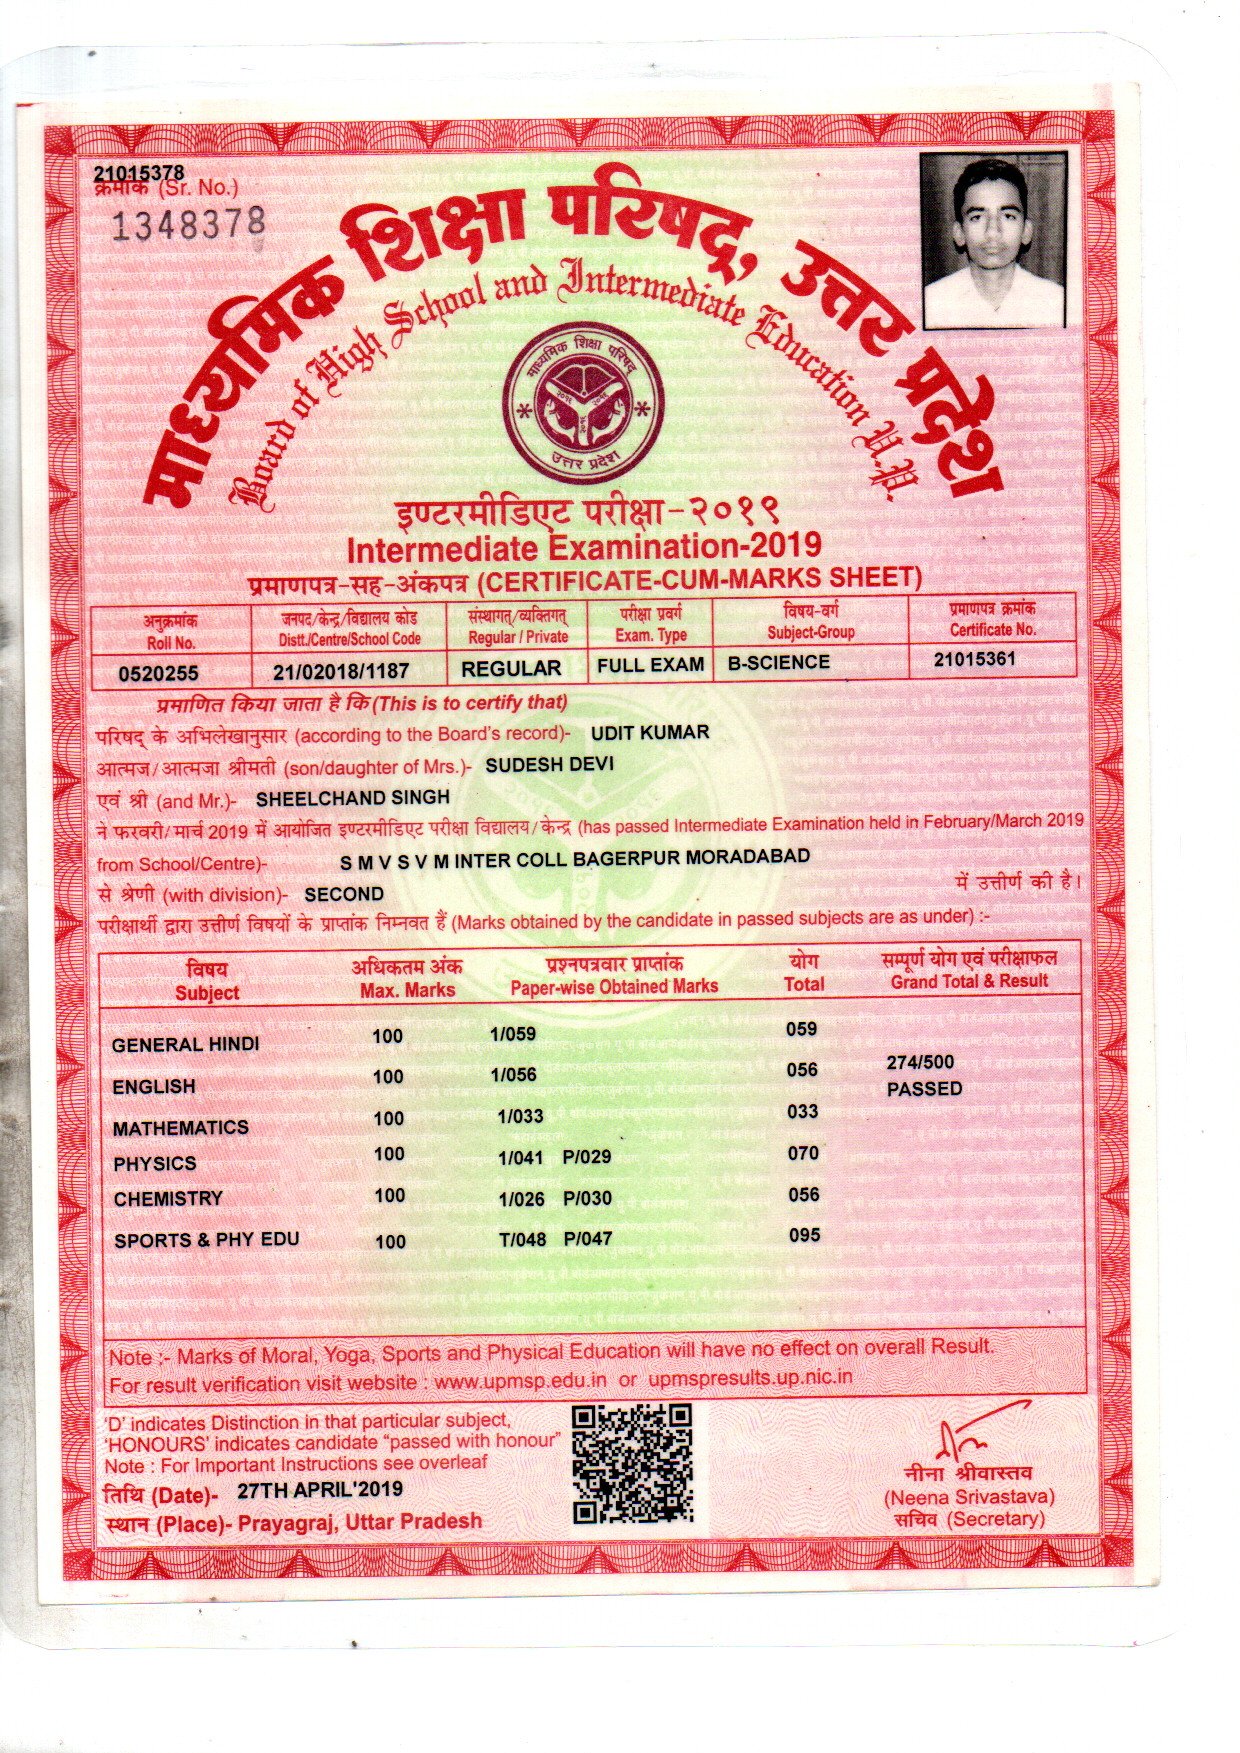 21015378
क्रमांक (Sr. No.)
1348378
माध्यमिक शिक्षा परिषद्, उत्तर प्रदेश
Board of High School and Intermediate Education U.P.
माध्यमिक शिक्षा परिषद्
उत्तर प्रदेश
इण्टरमीडिएट परीक्षा-२०१९
Intermediate Examination-2019
प्रमाणपत्र-सह-अंकपत्र (CERTIFICATE-CUM-MARKS SHEET)
अनुक्रमांक जनपद/केन्द्र/विद्यालय कोड संस्थागत्/व्यक्तिगत् परीक्षा प्रवर्ग विषय-वर्ग प्रमाणपत्र क्रमांक
Roll No. Distt./Centre/School Code Regular / Private Exam. Type Subject-Group Certificate No.
0520255 21/02018/1187 REGULAR FULL EXAM B-SCIENCE 21015361
प्रमाणित किया जाता है कि (This is to certify that)
परिषद् के अभिलेखानुसार (according to the Board's record)- UDIT KUMAR
आत्मज/आत्मजा श्रीमती (son/daughter of Mrs.)- SUDESH DEVI
एवं श्री (and Mr.)- SHEELCHAND SINGH
ने फरवरी/मार्च 2019 में आयोजित इण्टरमीडिएट परीक्षा विद्यालय/केन्द्र (has passed Intermediate Examination held in February/March 2019
from School/Centre)- S M V S V M INTER COLL BAGERPUR MORADABAD
से श्रेणी (with division)- SECOND में उत्तीर्ण की है।
परीक्षार्थी द्वारा उत्तीर्ण विषयों के प्राप्तांक निम्नवत हैं (Marks obtained by the candidate in passed subjects are as under) :-
विषय अधिकतम अंक प्रश्नपत्रवार प्राप्तांक योग सम्पूर्ण योग एवं परीक्षाफल
Subject Max. Marks Paper-wise Obtained Marks Total Grand Total & Result
GENERAL HINDI 100 1/059 059
ENGLISH 100 1/056 056 274/500
PASSED
MATHEMATICS 100 1/033 033
PHYSICS 100 1/041 P/029 070
CHEMISTRY 100 1/026 P/030 056
SPORTS & PHY EDU 100 T/048 P/047 095
Note :- Marks of Moral, Yoga, Sports and Physical Education will have no effect on overall Result.
For result verification visit website : www.upmsp.edu.in or upmspresults.up.nic.in
'D' indicates Distinction in that particular subject,
'HONOURS' indicates candidate "passed with honour"
Note : For Important Instructions see overleaf
तिथि (Date)- 27TH APRIL'2019
स्थान (Place)- Prayagraj, Uttar Pradesh
नीना श्रीवास्तव
(Neena Srivastava)
सचिव (Secretary)